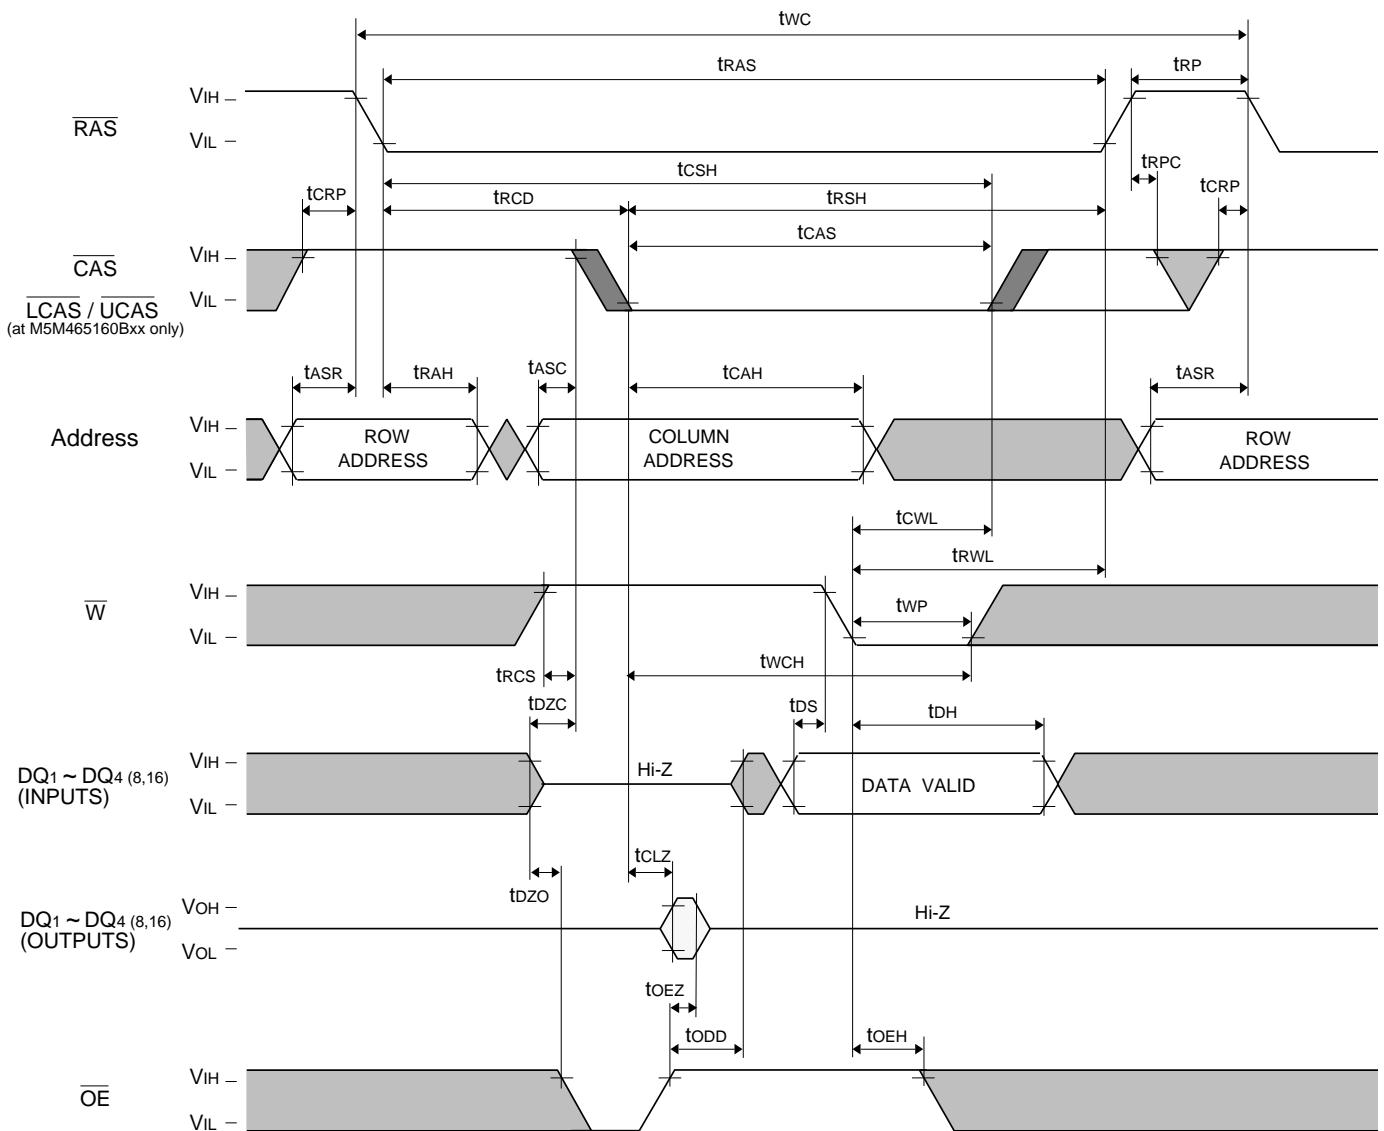 tWC
tRAS
tRP
VIH
RAS
VIL
tRPC
tCSH
tCRP
tCRP
tRCD
tRSH
tCAS
VIH
CAS
VIL
LCAS / UCAS
(at M5M465160Bxx only)
tASR
tRAH
tASC
tCAH
tASR
VIH
Address
ROW
ADDRESS
COLUMN
ADDRESS
ROW
ADDRESS
VIL
tCWL
tRWL
VIH
W
tWP
VIL
tRCS
tWCH
tDZC
tDS
tDH
VIH
DQ1 ~ DQ4 (8,16)
(INPUTS)
Hi-Z
DATA VALID
VIL
tCLZ
tDZO
VOH
DQ1 ~ DQ4 (8,16)
(OUTPUTS)
Hi-Z
VOL
tOEZ
tODD
tOEH
VIH
OE
VIL